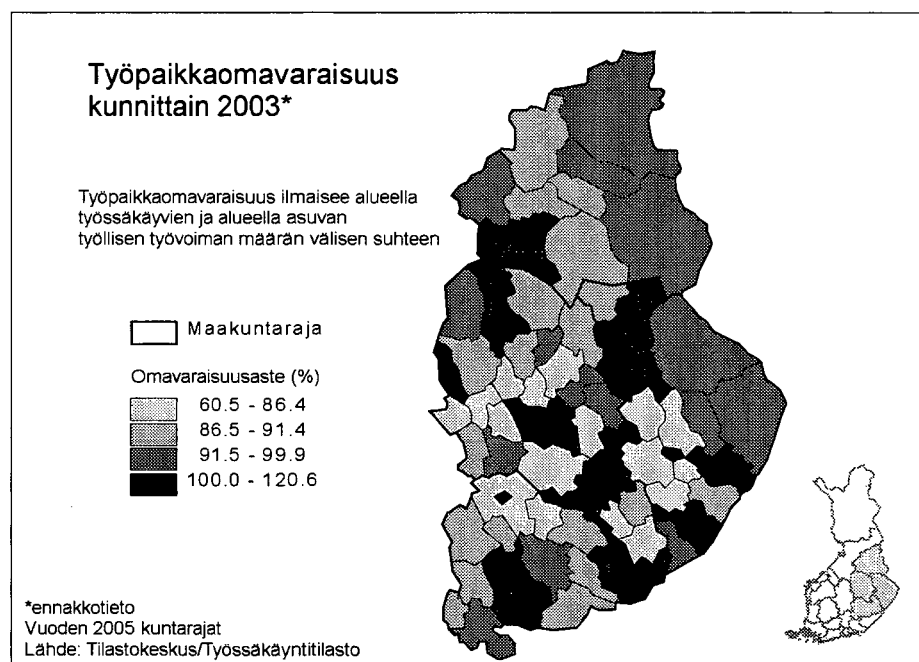 Työpaikkaomavaraisuus
kunnittain 2003*
Työpaikkaomavaraisuus ilmaisee alueella
työssäkäyvien ja alueella asuvan
työllisen työvoiman määrän välisen suhteen
Maakuntaraja
Omavaraisuusaste (%)
60.5 - 86.4
86.5 - 91.4
91.5 - 99.9
100.0 - 120.6
*ennakkotieto
Vuoden 2005 kuntarajat
Lähde: Tilastokeskus/Työssäkäyntitilasto